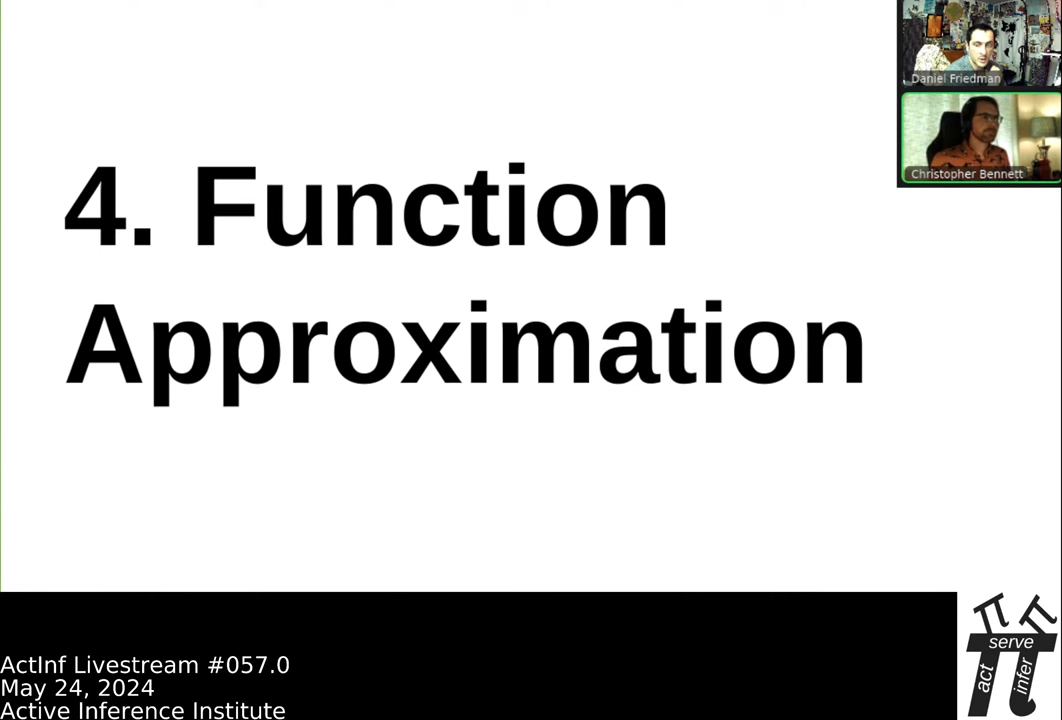 4. Function
Approximation
Daniel Friedman
Christopher Bennett
ActInf Livestream #057.0
May 24, 2024
Active Inference Institute
π π
serve
act
infer
π